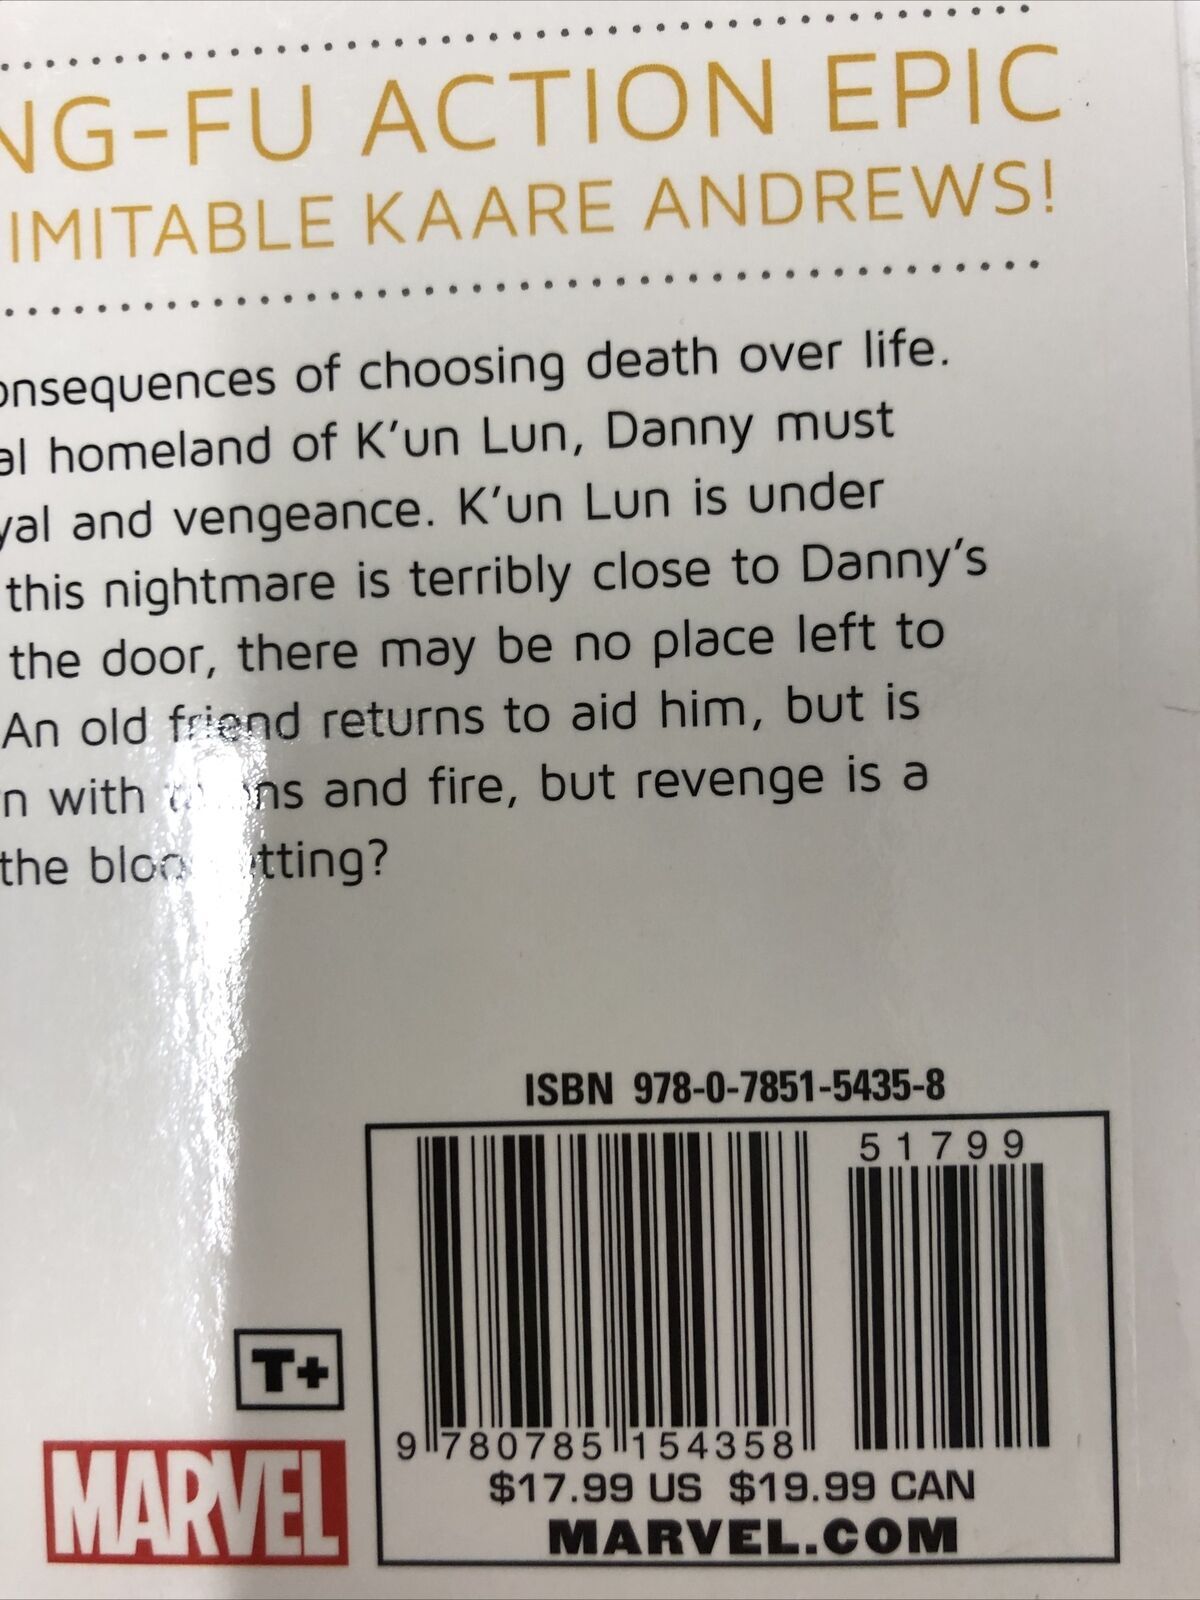 NG-FU ACTION EPIC
IMITABLE KAARE ANDREWS!
onsequences of choosing death over life.
al homeland of K'un Lun, Danny must
yal and vengeance. K'un Lun is under
this nightmare is terribly close to Danny's
the door, there may be no place left to
An old friend returns to aid him, but is
n with and fire, but revenge is a
the
ISBN 978-0-7851-5435-8
51799
9 780785 154358
$17.99 US $19.99 CAN
MARVEL.COM
T+
MARVEL